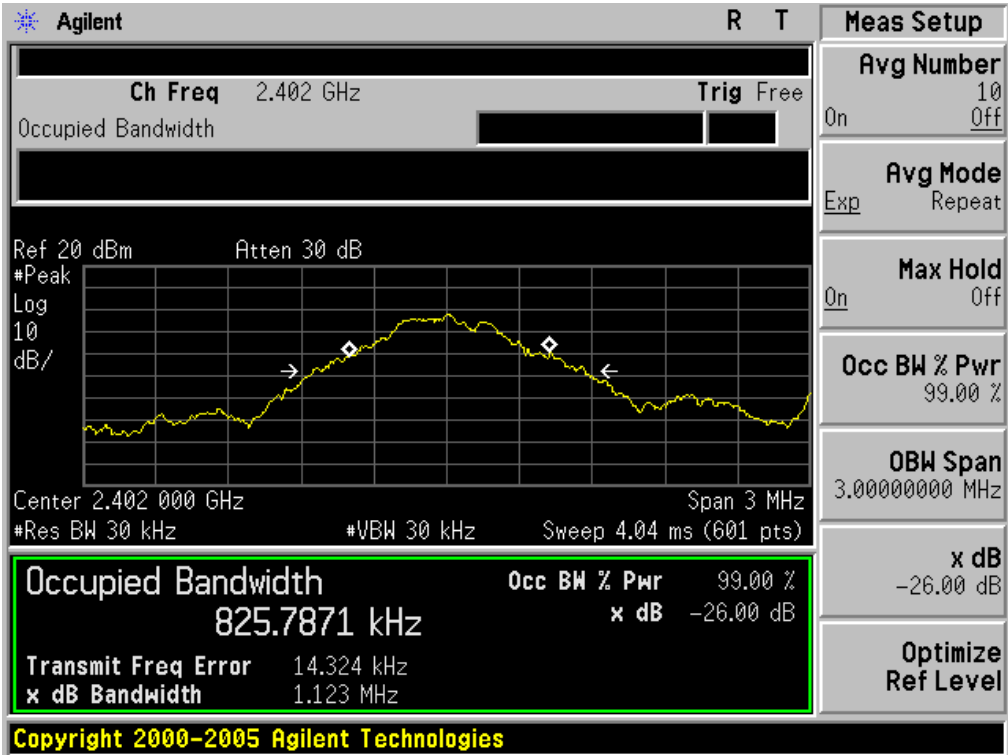 Agilent R T
Ch Freq 2.402 GHz Trig Free
Occupied Bandwidth
Ref 20 dBm Atten 30 dB
#Peak
Log
10
dB/
Center 2.402 000 GHz Span 3 MHz
#Res BW 30 kHz #VBW 30 kHz Sweep 4.04 ms (601 pts)
Occupied Bandwidth Occ BW % Pwr 99.00 %
825.7871 kHz x dB -26.00 dB
Transmit Freq Error 14.324 kHz
x dB Bandwidth 1.123 MHz
Copyright 2000-2005 Agilent Technologies
Meas Setup
Avg Number
10
On Off
Avg Mode
Exp Repeat
Max Hold
On Off
Occ BW % Pwr
99.00 %
OBW Span
3.00000000 MHz
x dB
-26.00 dB
Optimize
Ref Level